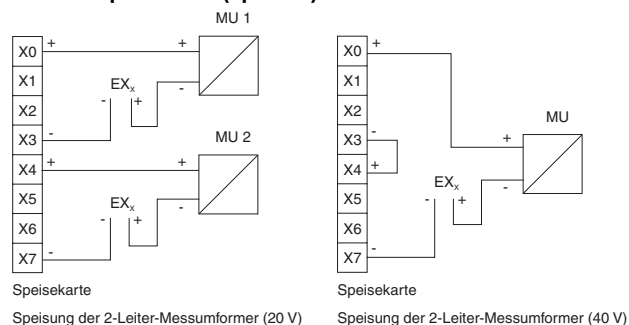 MU 1
X0 + +
X1 EXₓ -
X2 - +
X3 -
MU 2
X4 + +
X5 EXₓ -
X6 - +
X7 -
Speisekarte
Speisung der 2-Leiter-Messumformer (20 V)
X0 +
X1
X2 MU
X3 - +
X4 +
X5 EXₓ -
X6 - +
X7 -
Speisekarte
Speisung der 2-Leiter-Messumformer (40 V)